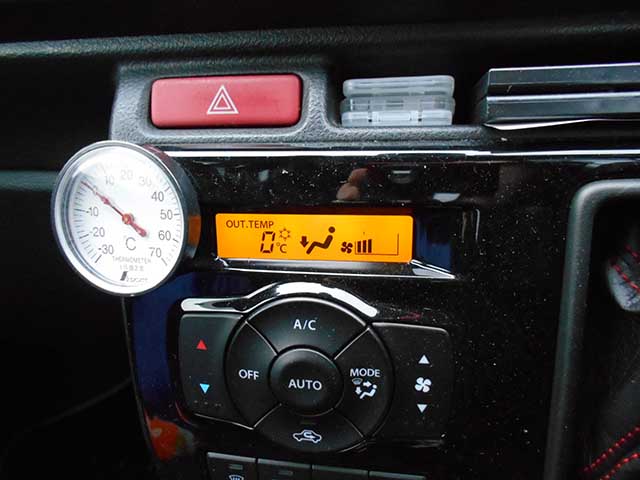 0 10 20 30
-10 40
-20 50
-30 °C 60
70
THERMOMETER
OUT.TEMP
0°C
A/C
OFF
AUTO
MODE